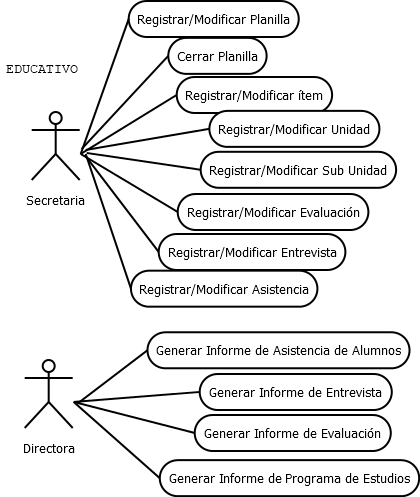 Registrar/Modificar Planilla
Cerrar Planilla
EDUCATIVO
Registrar/Modificar ítem
Registrar/Modificar Unidad
Registrar/Modificar Sub Unidad
Secretaria
Registrar/Modificar Evaluación
Registrar/Modificar Entrevista
Registrar/Modificar Asistencia
Generar Informe de Asistencia de Alumnos
Generar Informe de Entrevista
Generar Informe de Evaluación
Directora
Generar Informe de Programa de Estudios